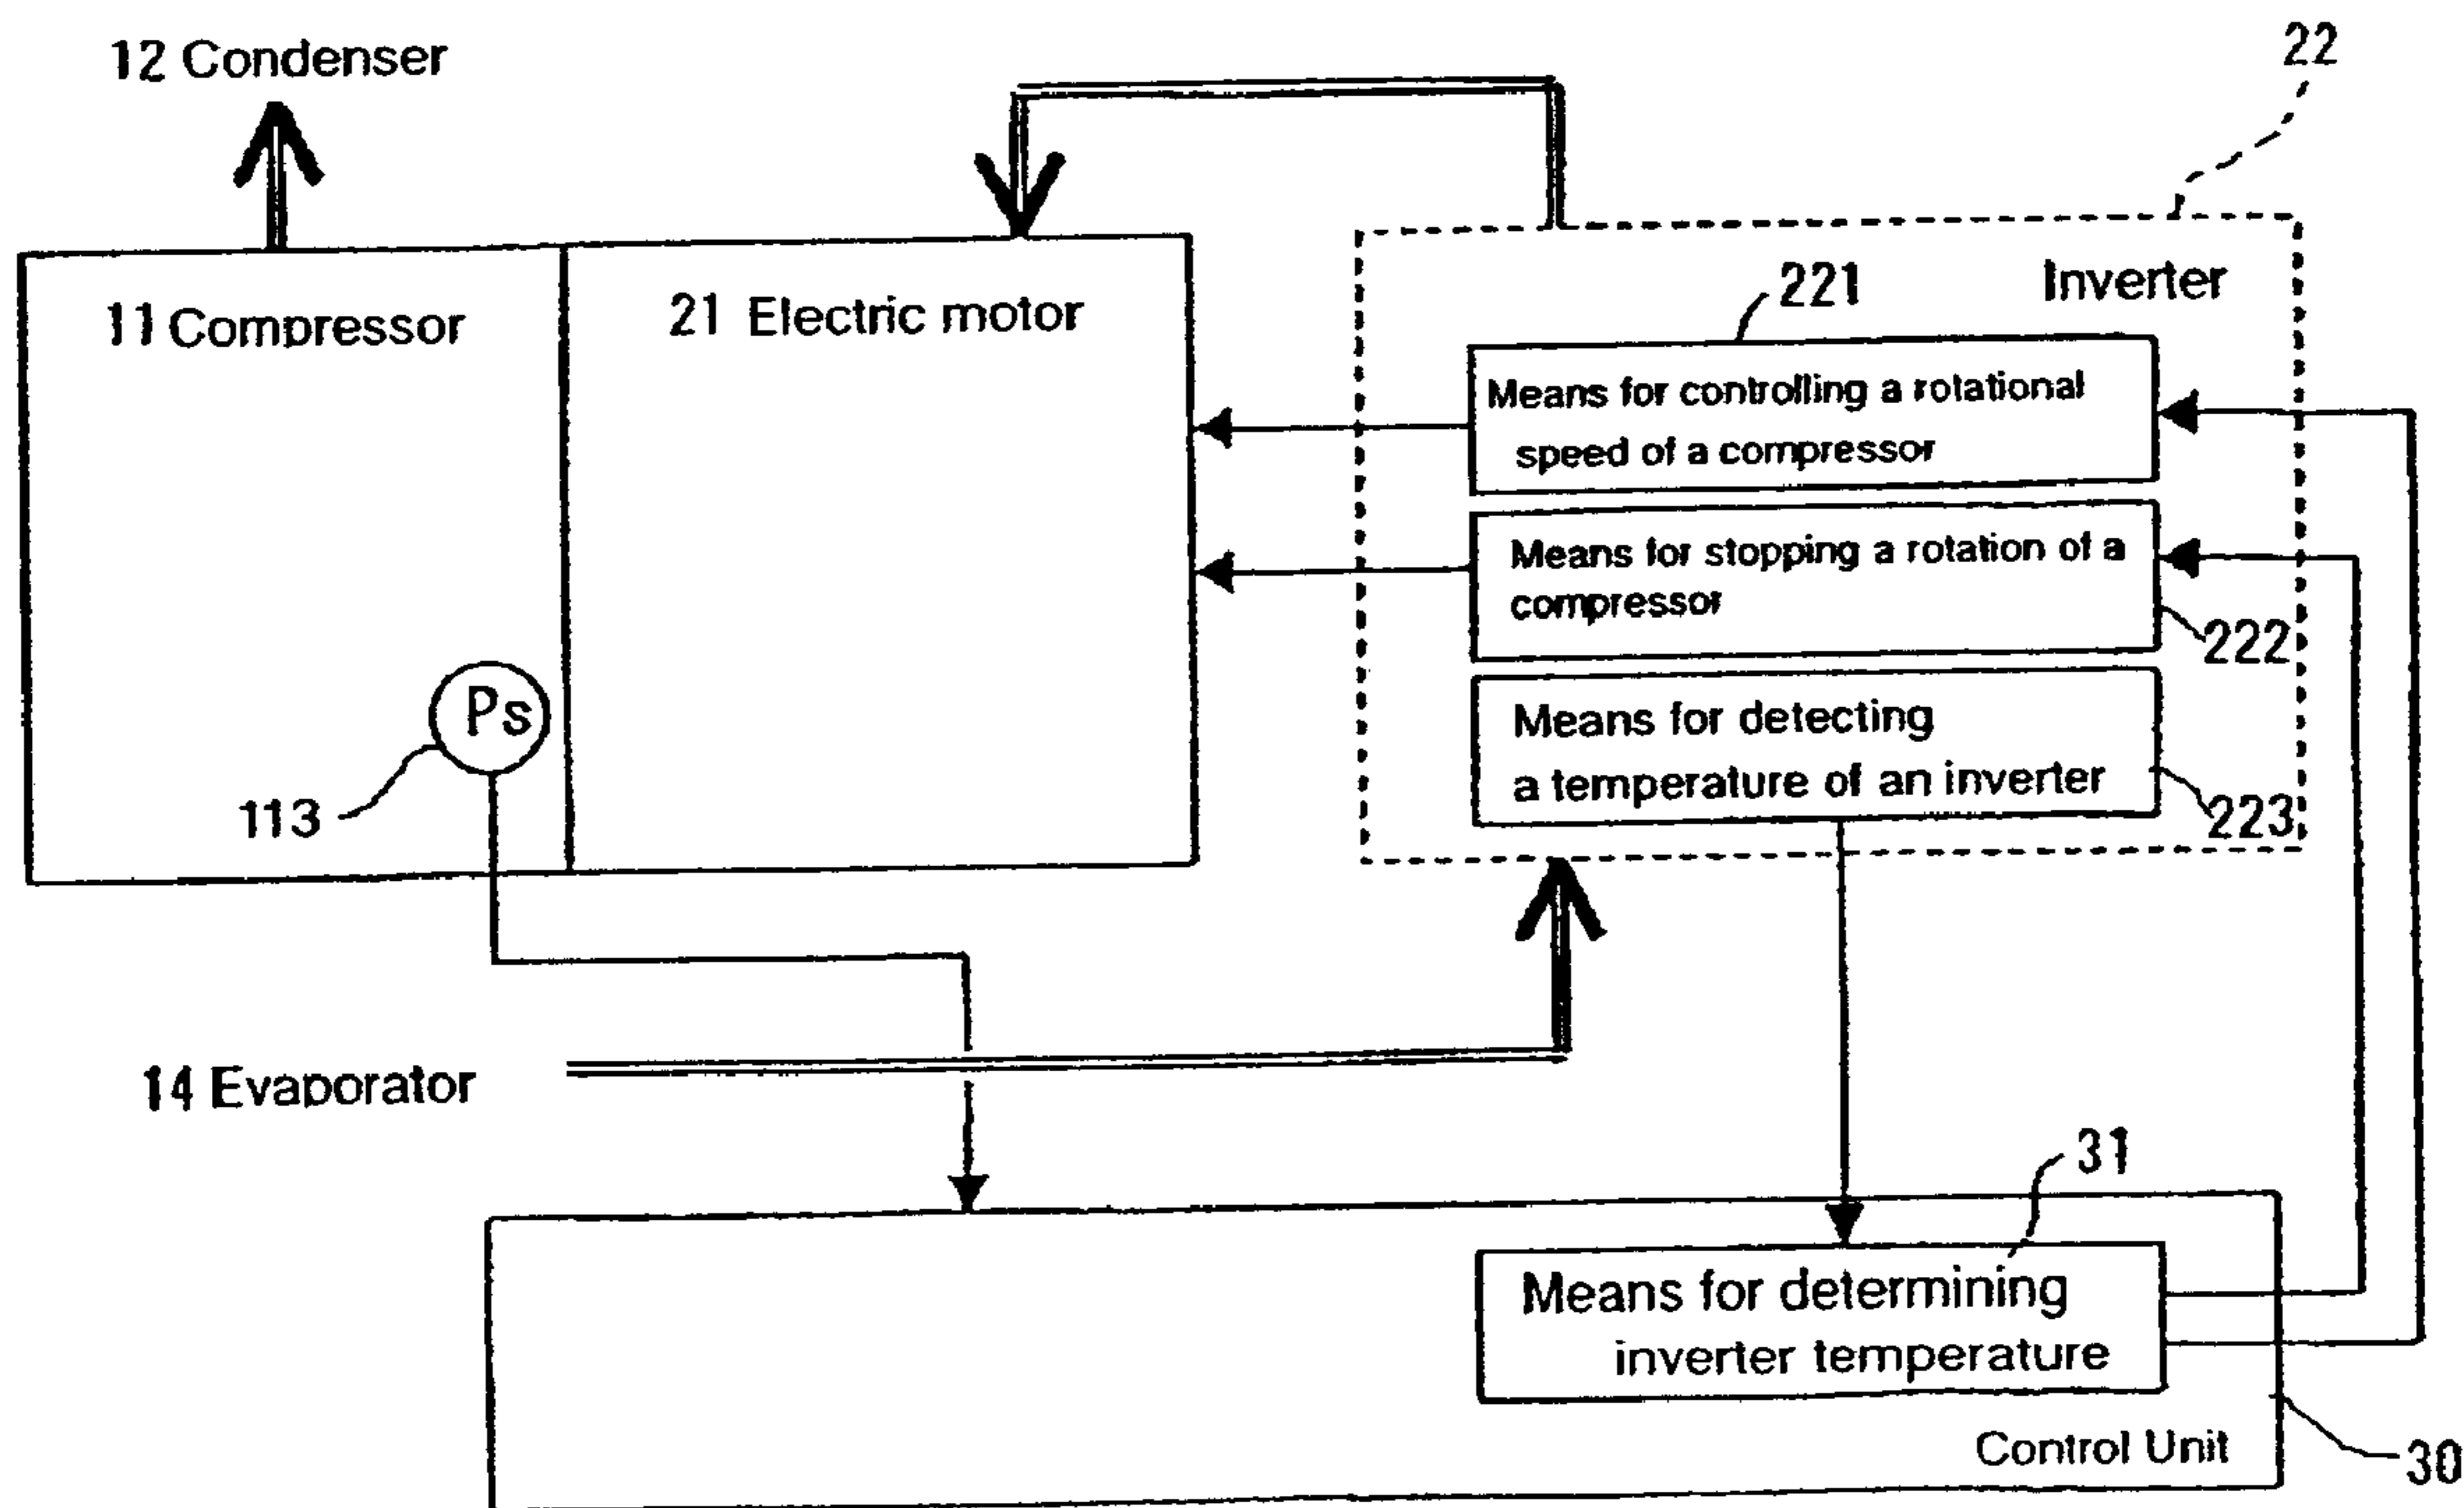 12 Condenser
22
11 Compressor
21 Electric motor
Inverter
221
Means for controlling a rotational
speed of a compressor
Means for stopping a rotation of a
compressor
222
Means for detecting
a temperature of an inverter
223
Ps
113
14 Evaporator
31
Means for determining
inverter temperature
Control Unit
30